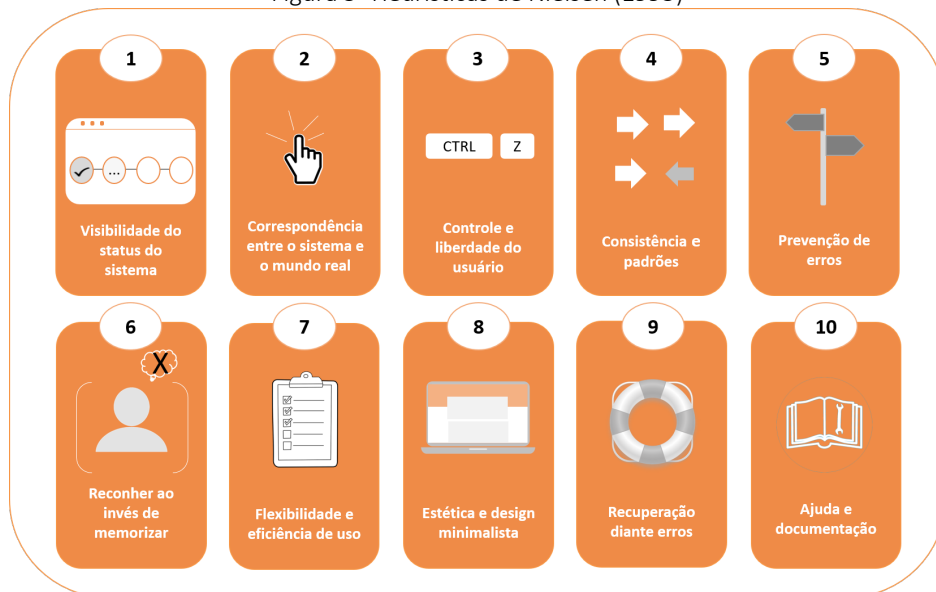 1
2
3
4
5
CTRL
Z
...
Visibilidade do
status do
sistema
Correspondência
entre o sistema e
o mundo real
Controle e
liberdade do
usuário
Consistência e
padrões
Prevenção de
erros
6
7
8
9
10
X
Reconher ao
invés de
memorizar
Flexibilidade e
eficiência de uso
Estética e design
minimalista
Recuperação
diante erros
Ajuda e
documentação